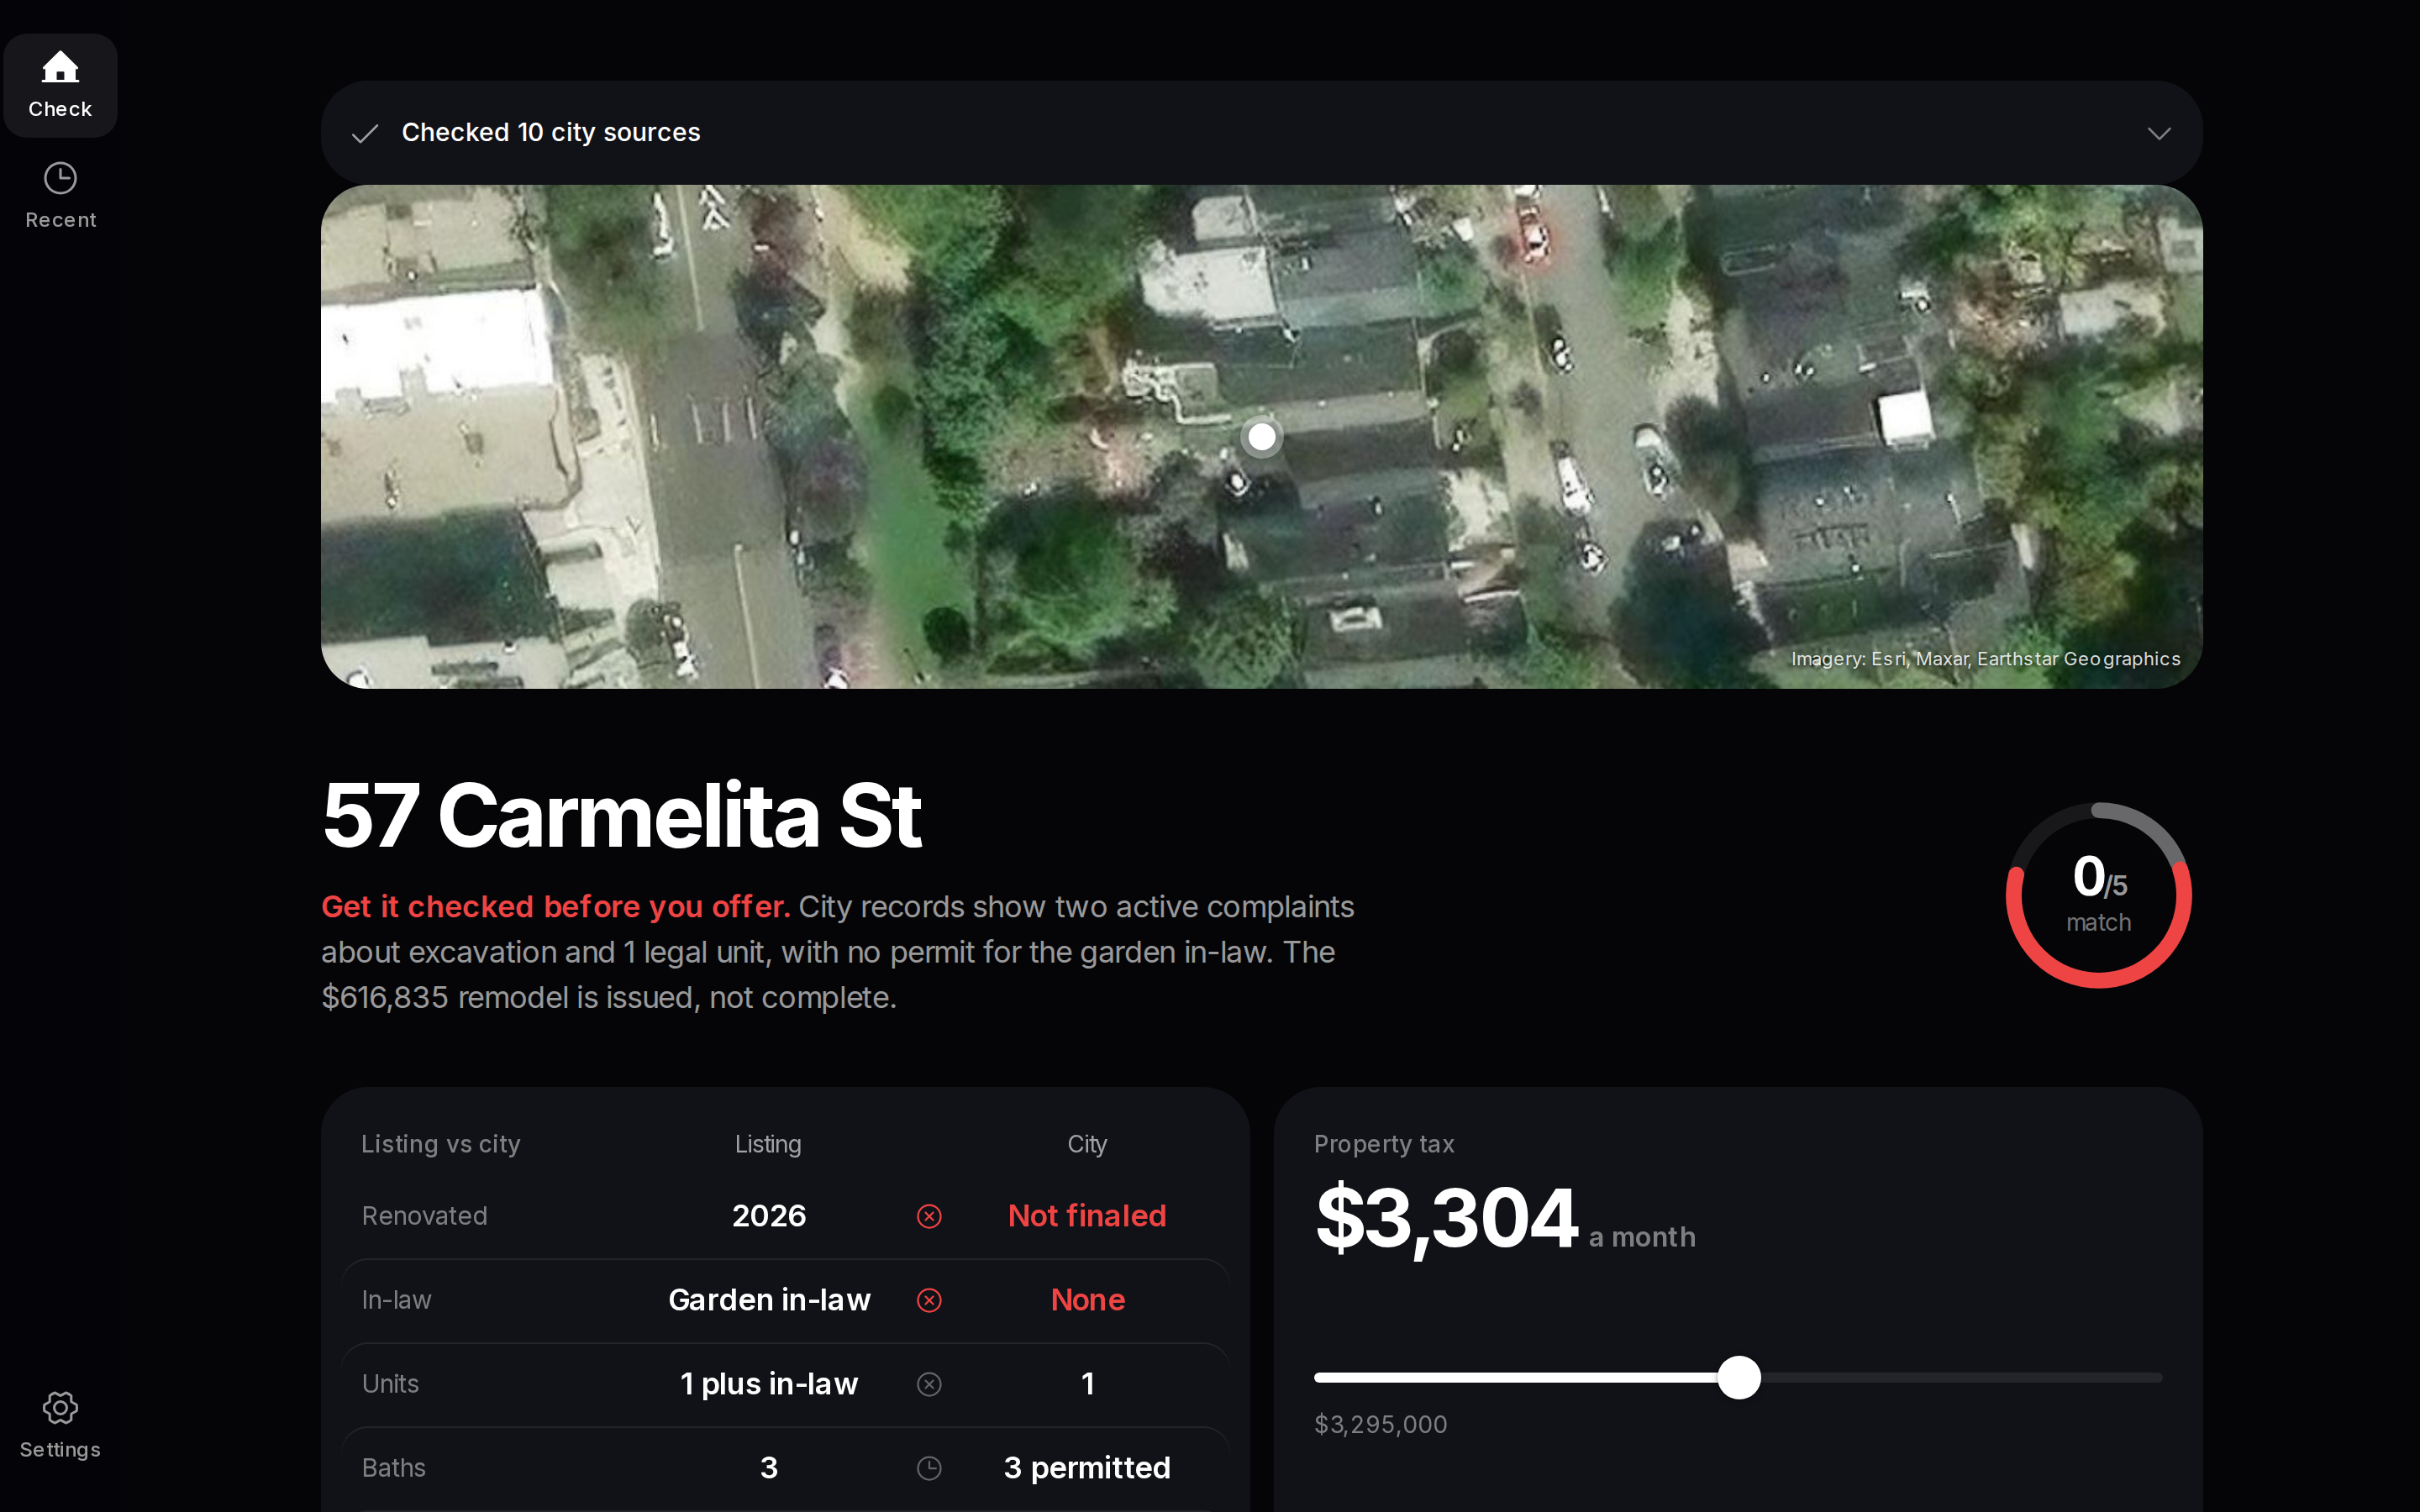 Check
Recent
Settings
Checked 10 city sources
Imagery: Esri, Maxar, Earthstar Geographics
57 Carmelita St
Get it checked before you offer. City records show two active complaints
about excavation and 1 legal unit, with no permit for the garden in-law. The
$616,835 remodel is issued, not complete.
0/5
match
Listing vs city Listing City
Renovated 2026 Not finaled
In-law Garden in-law None
Units 1 plus in-law 1
Baths 3 3 permitted
Property tax
$3,304 a month
$3,295,000